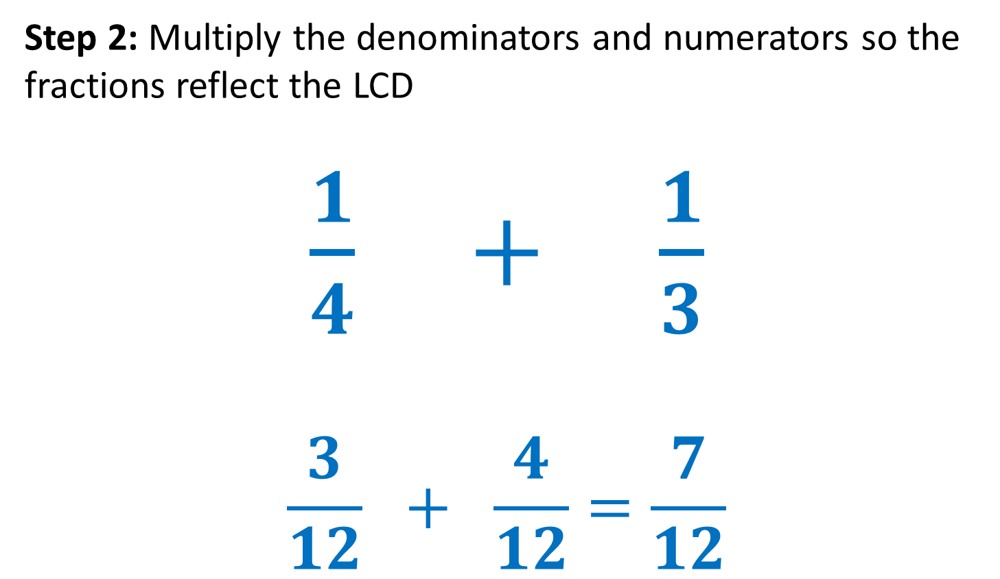 Step 2: Multiply the denominators and numerators so the
fractions reflect the LCD
1/4 + 1/3
3/12 + 4/12 = 7/12